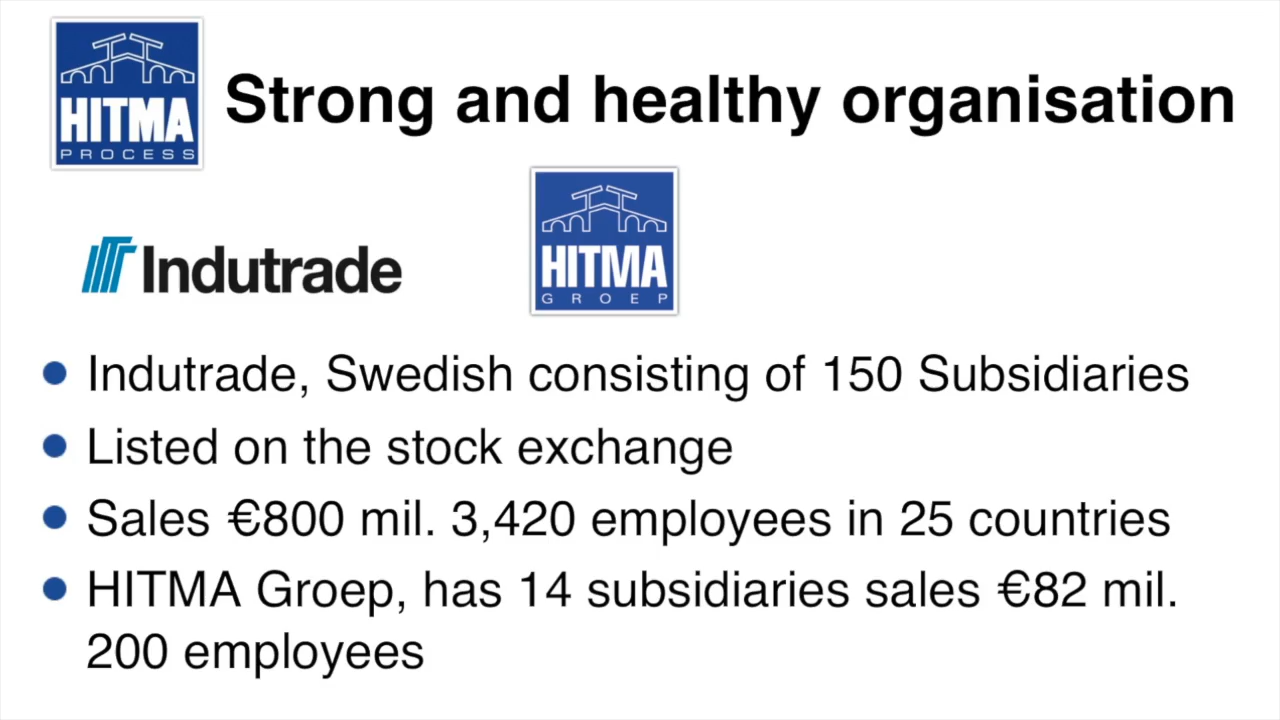 HITMA
PROCESS
Strong and healthy organisation
Indutrade
HITMA
GROEP
Indutrade, Swedish consisting of 150 Subsidiaries
Listed on the stock exchange
Sales €800 mil. 3,420 employees in 25 countries
HITMA Groep, has 14 subsidiaries sales €82 mil.
200 employees